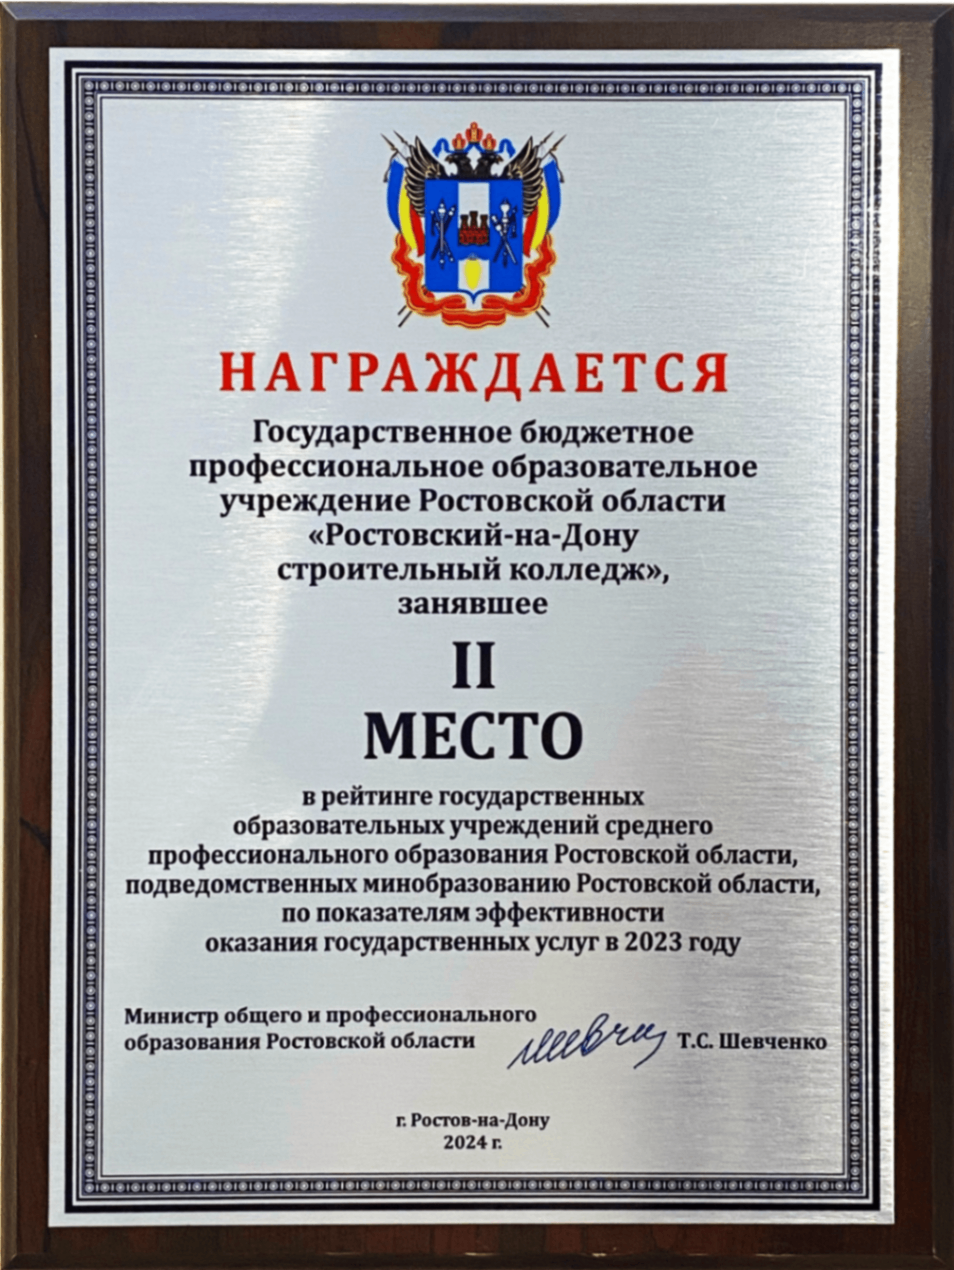 НАГРАЖДАЕТСЯ
Государственное бюджетное
профессиональное образовательное
учреждение Ростовской области
«Ростовский-на-Дону
строительный колледж»,
занявшее
II
МЕСТО
в рейтинге государственных
образовательных учреждений среднего
профессионального образования Ростовской области,
подведомственных минобразованию Ростовской области,
по показателям эффективности
оказания государственных услуг в 2023 году
Министр общего и профессионального
образования Ростовской области Т.С. Шевченко
г. Ростов-на-Дону
2024 г.